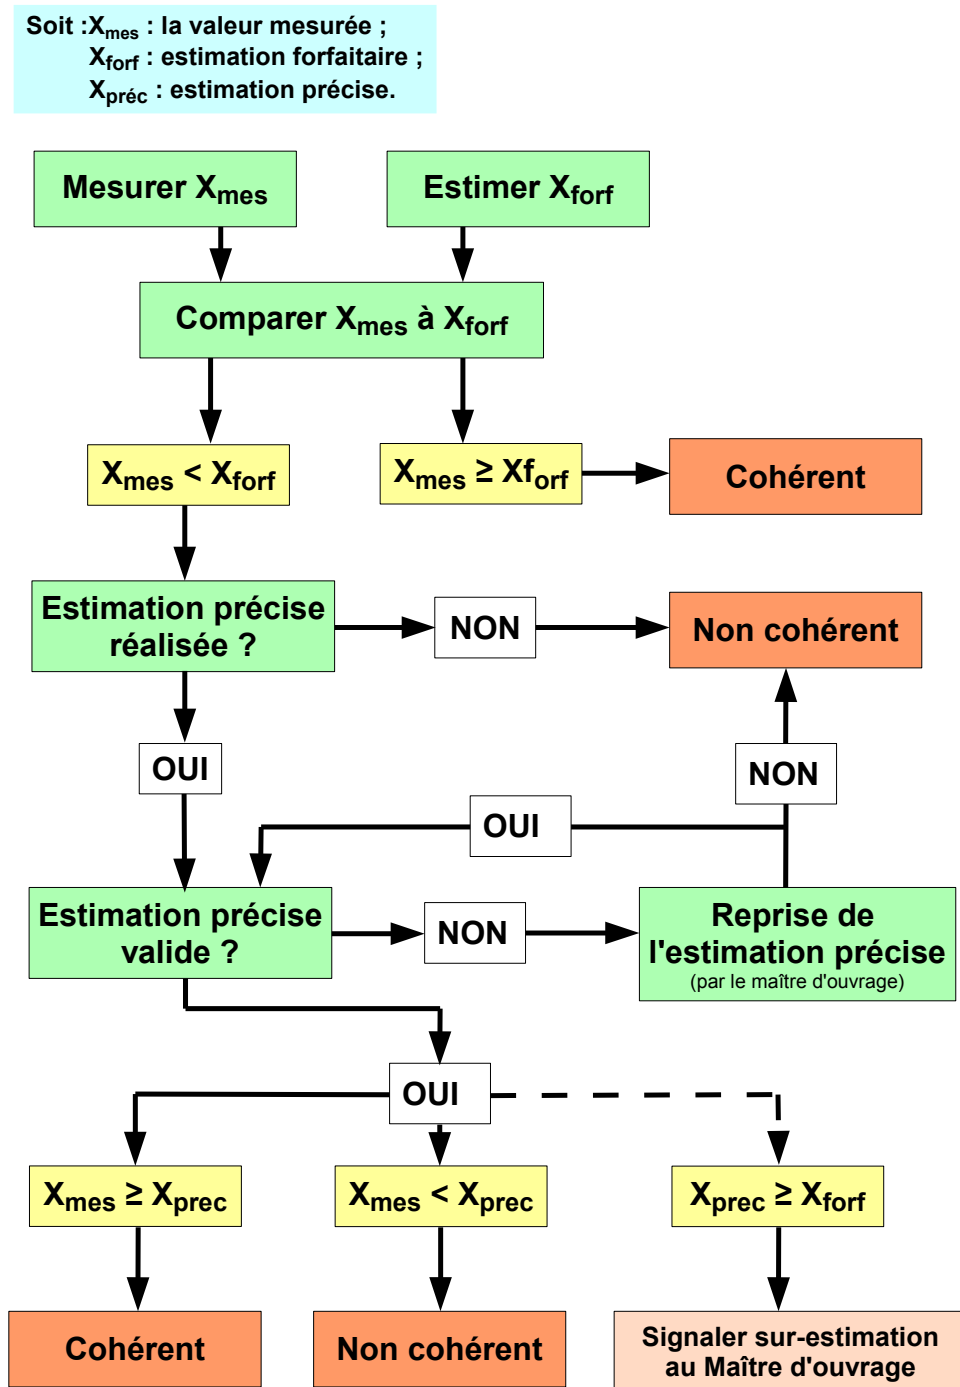 Soit :Xmes : la valeur mesurée ;
Xforf : estimation forfaitaire ;
Xpréc : estimation précise.
Mesurer Xmes
Estimer Xforf
Comparer Xmes à Xforf
Xmes < Xforf
Xmes ≥ Xforf
Cohérent
Estimation précise
réalisée ?
NON
Non cohérent
OUI
NON
OUI
Estimation précise
valide ?
NON
Reprise de
l'estimation précise
(par le maître d'ouvrage)
OUI
Xmes ≥ Xprec
Xmes < Xprec
Xprec ≥ Xforf
Cohérent
Non cohérent
Signaler sur-estimation
au Maître d'ouvrage